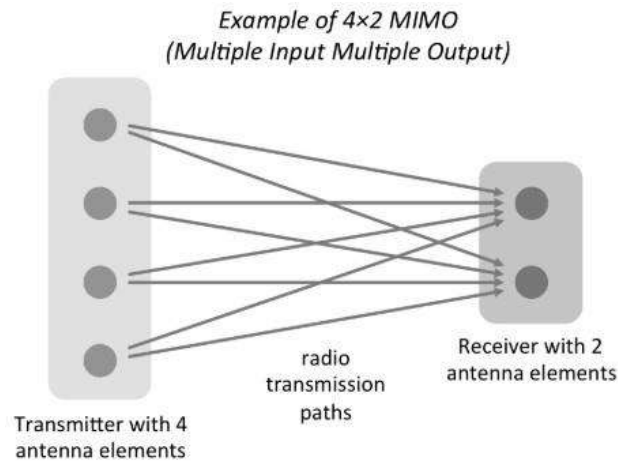 Example of 4×2 MIMO
(Multiple Input Multiple Output)
radio
transmission
paths
Receiver with 2
antenna elements
Transmitter with 4
antenna elements